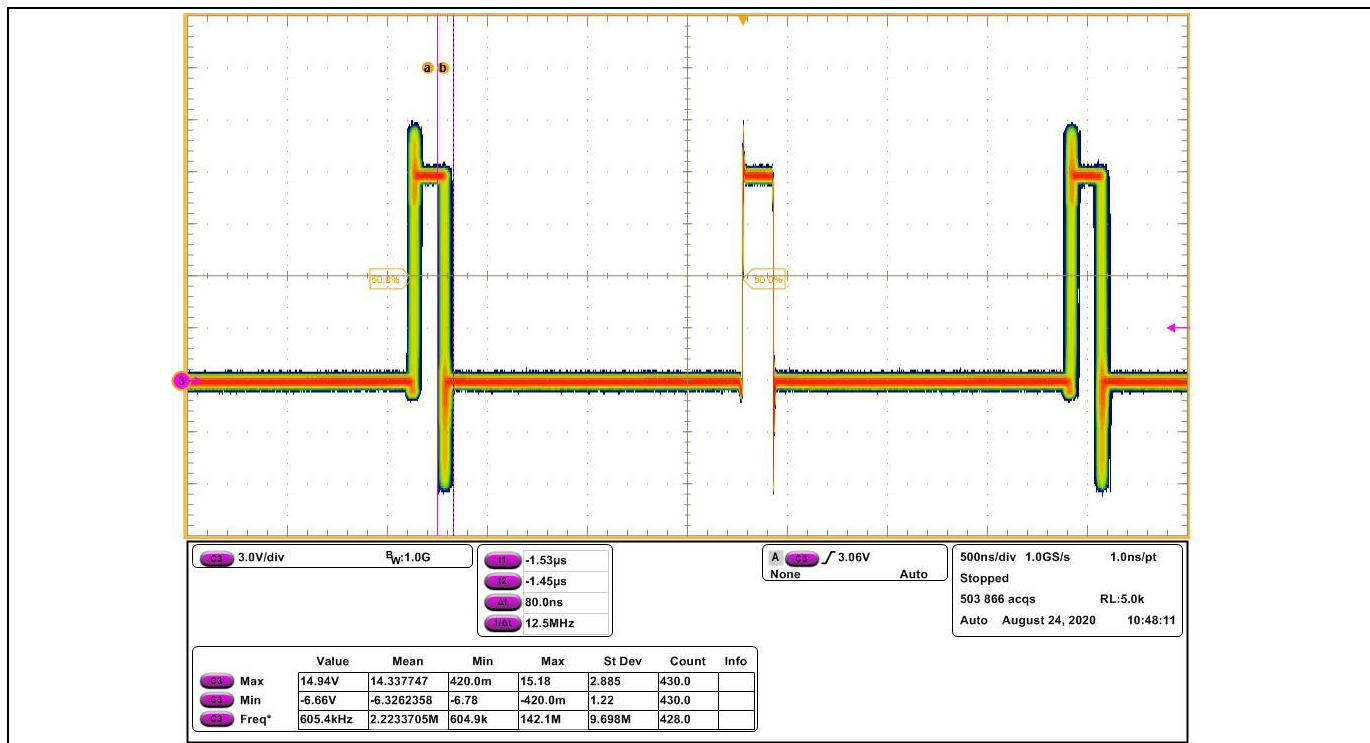 a b
50.0% 50.0%
3
C3 3.0V/div BW:1.0G
t1 -1.53µs
t2 -1.45µs
Δt 80.0ns
1/Δt 12.5MHz
A C3 3.06V
None Auto
500ns/div 1.0GS/s 1.0ns/pt
Stopped
503 866 acqs RL:5.0k
Auto August 24, 2020 10:48:11
Value Mean Min Max St Dev Count Info
C3 Max 14.94V 14.337747 420.0m 15.18 2.885 430.0
C3 Min -6.66V -6.3262358 -6.78 -420.0m 1.22 430.0
C3 Freq* 605.4kHz 2.2233705M 604.9k 142.1M 9.698M 428.0